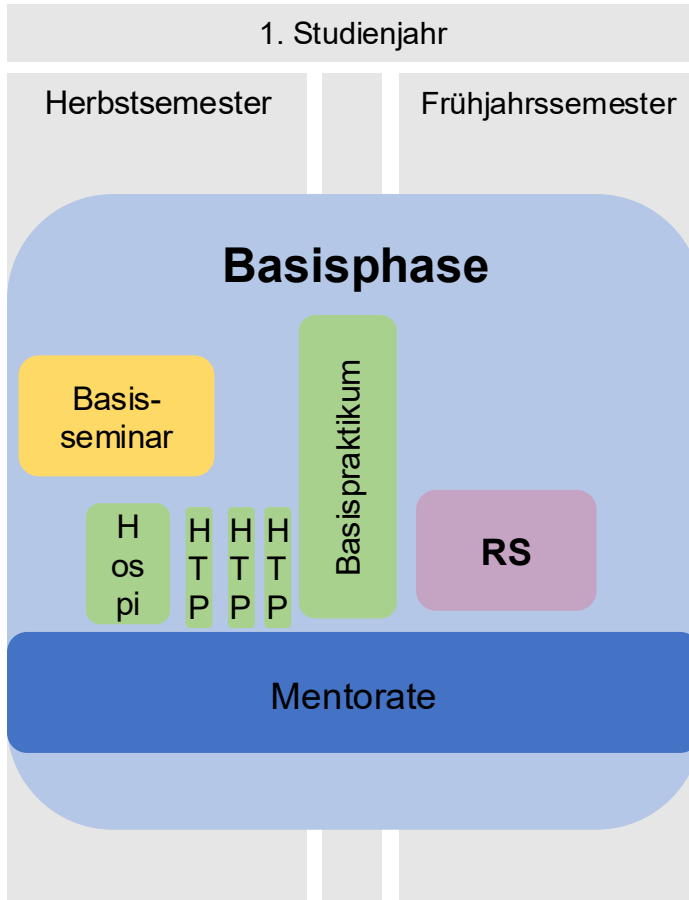 1. Studienjahr
Herbstsemester
Frühjahrssemester
Basisphase
Basis-
seminar
Basispraktikum
H
os
pi
H
T
P
H
T
P
H
T
P
RS
Mentorate